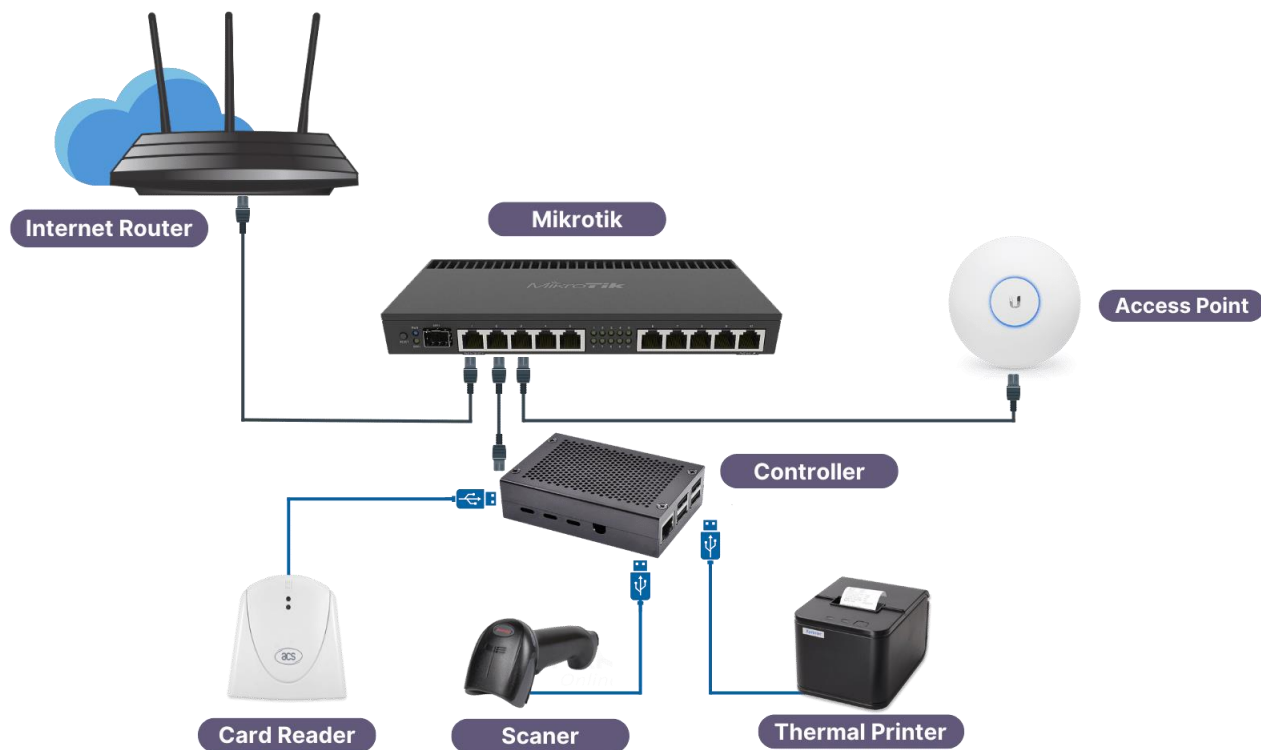 Internet Router
Mikrotik
MikroTik
Access Point
Controller
acs
Card Reader
Scaner
Thermal Printer